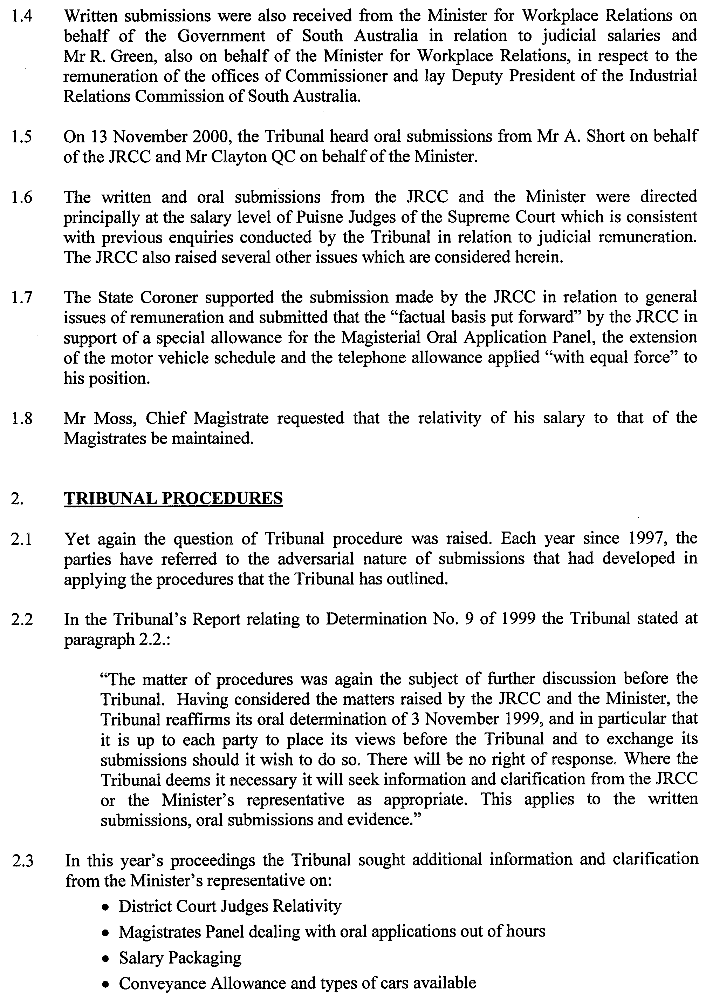 1.4 Written submissions were also received from the Minister for Workplace Relations on
behalf of the Government of South Australia in relation to judicial salaries and
Mr R. Green, also on behalf of the Minister for Workplace Relations, in respect to the
remuneration of the offices of Commissioner and lay Deputy President of the Industrial
Relations Commission of South Australia.
1.5 On 13 November 2000, the Tribunal heard oral submissions from Mr A. Short on behalf
of the JRCC and Mr Clayton QC on behalf of the Minister.
1.6 The written and oral submissions from the JRCC and the Minister were directed
principally at the salary level of Puisne Judges of the Supreme Court which is consistent
with previous enquiries conducted by the Tribunal in relation to judicial remuneration.
The JRCC also raised several other issues which are considered herein.
1.7 The State Coroner supported the submission made by the JRCC in relation to general
issues of remuneration and submitted that the “factual basis put forward” by the JRCC in
support of a special allowance for the Magisterial Oral Application Panel, the extension
of the motor vehicle schedule and the telephone allowance applied “with equal force” to
his position.
1.8 Mr Moss, Chief Magistrate requested that the relativity of his salary to that of the
Magistrates be maintained.
2. TRIBUNAL PROCEDURES
2.1 Yet again the question of Tribunal procedure was raised. Each year since 1997, the
parties have referred to the adversarial nature of submissions that had developed in
applying the procedures that the Tribunal has outlined.
2.2 In the Tribunal’s Report relating to Determination No. 9 of 1999 the Tribunal stated at
paragraph 2.2.:
“The matter of procedures was again the subject of further discussion before the
Tribunal. Having considered the matters raised by the JRCC and the Minister, the
Tribunal reaffirms its oral determination of 3 November 1999, and in particular that
it is up to each party to place its views before the Tribunal and to exchange its
submissions should it wish to do so. There will be no right of response. Where the
Tribunal deems it necessary it will seek information and clarification from the JRCC
or the Minister’s representative as appropriate. This applies to the written
submissions, oral submissions and evidence.”
2.3 In this year’s proceedings the Tribunal sought additional information and clarification
from the Minister’s representative on:
• District Court Judges Relativity
• Magistrates Panel dealing with oral applications out of hours
• Salary Packaging
• Conveyance Allowance and types of cars available